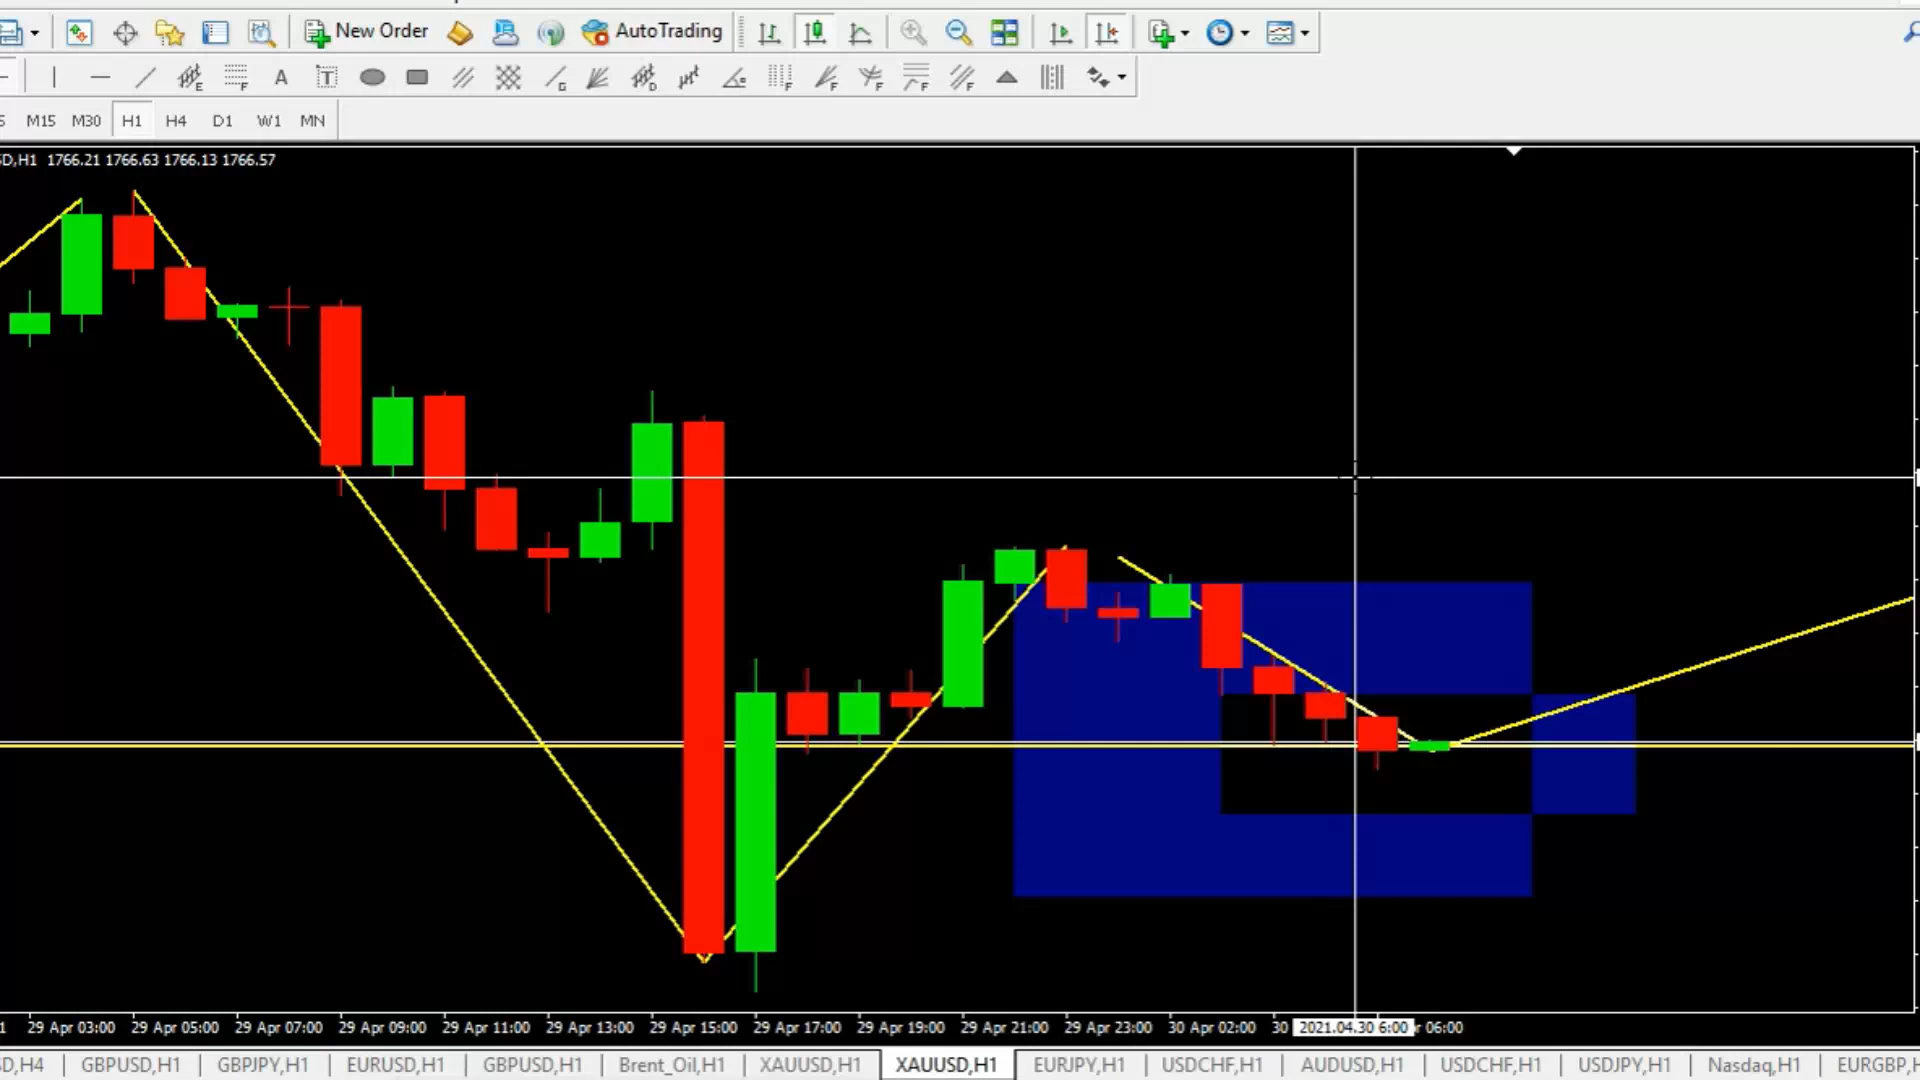 New Order AutoTrading
E F A T G D F F F F F
5 M15 M30 H1 H4 D1 W1 MN
D,H1 1766.21 1766.63 1766.13 1766.57
1 29 Apr 03:00 29 Apr 05:00 29 Apr 07:00 29 Apr 09:00 29 Apr 11:00 29 Apr 13:00 29 Apr 15:00 29 Apr 17:00 29 Apr 19:00 29 Apr 21:00 29 Apr 23:00 30 Apr 02:00 30 2021.04.30 6:00 r 06:00
D,H4 GBPUSD,H1 GBPJPY,H1 EURUSD,H1 GBPUSD,H1 Brent_Oil,H1 XAUUSD,H1 XAUUSD,H1 EURJPY,H1 USDCHF,H1 AUDUSD,H1 USDCHF,H1 USDJPY,H1 Nasdaq,H1 EURGBP,H